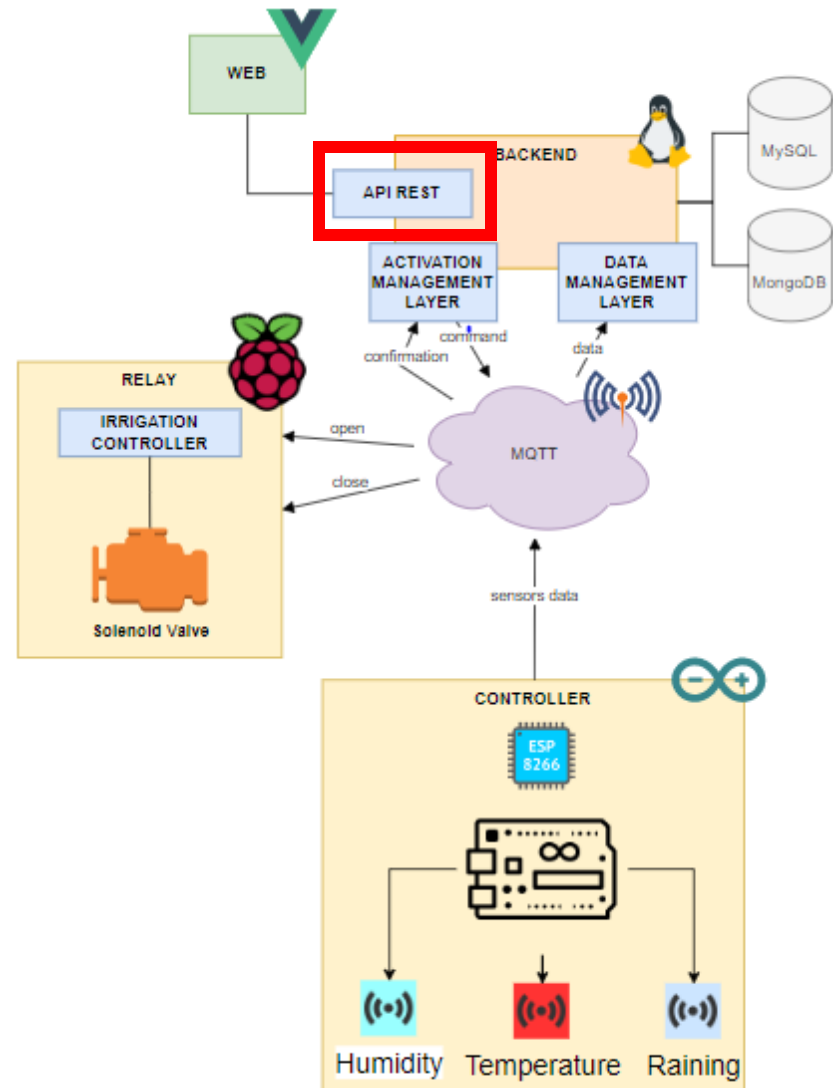 WEB
BACKEND
API REST
MySQL
MongoDB
ACTIVATION
MANAGEMENT
LAYER
DATA
MANAGEMENT
LAYER
command
confirmation
data
RELAY
IRRIGATION
CONTROLLER
open
close
MQTT
Solenoid Valve
sensors data
CONTROLLER
ESP
8266
Humidity
Temperature
Raining